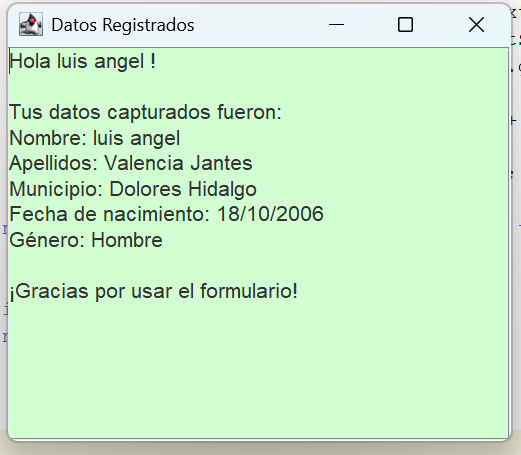 Datos Registrados
Hola luis angel !
Tus datos capturados fueron:
Nombre: luis angel
Apellidos: Valencia Jantes
Municipio: Dolores Hidalgo
Fecha de nacimiento: 18/10/2006
Género: Hombre
¡Gracias por usar el formulario!